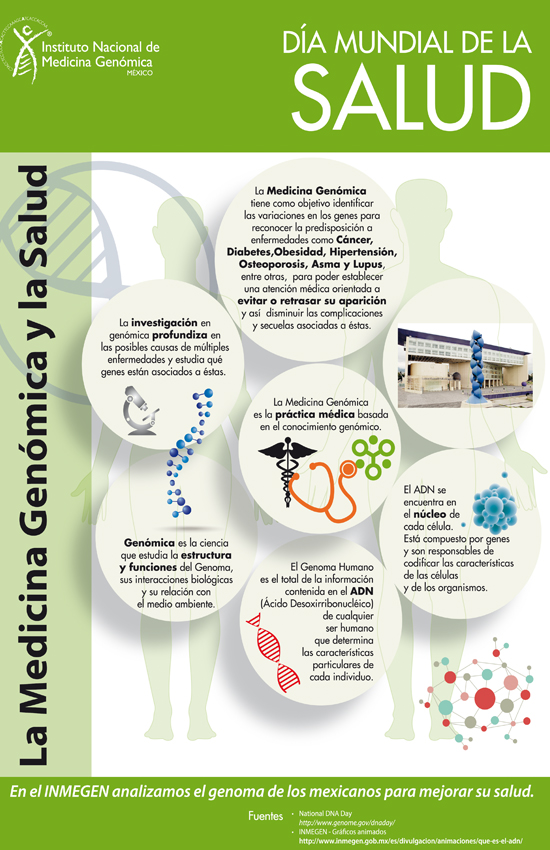 Instituto Nacional de
Medicina Genómica
MÉXICO
DÍA MUNDIAL DE LA
SALUD
La Medicina Genómica y la Salud
La Medicina Genómica
tiene como objetivo identificar
las variaciones en los genes para
reconocer la predisposición a
enfermedades como Cáncer,
Diabetes,Obesidad, Hipertensión,
Osteoporosis, Asma y Lupus,
entre otras, para poder establecer
una atención médica orientada a
evitar o retrasar su aparición
y así disminuir las complicaciones
y secuelas asociadas a éstas.
La investigación en
genómica profundiza en
las posibles causas de múltiples
enfermedades y estudia qué
genes están asociados a éstas.
La Medicina Genómica
es la práctica médica basada
en el conocimiento genómico.
Genómica es la ciencia
que estudia la estructura
y funciones del Genoma,
sus interacciones biológicas
y su relación con
el medio ambiente.
El ADN se
encuentra en
el núcleo de
cada célula.
Está compuesto por genes
y son responsables de
codificar las características
de las células
y de los organismos.
El Genoma Humano
es el total de la información
contenida en el ADN
(Ácido Desoxirribonucléico)
de cualquier
ser humano
que determina
las características
particulares de
cada individuo.
En el INMEGEN analizamos el genoma de los mexicanos para mejorar su salud.
Fuentes
• National DNA Day
http://www.genome.gov/dnaday/
• INMEGEN - Gráficos animados
http://www.inmegen.gob.mx/es/divulgacion/animaciones/que-es-el-adn/